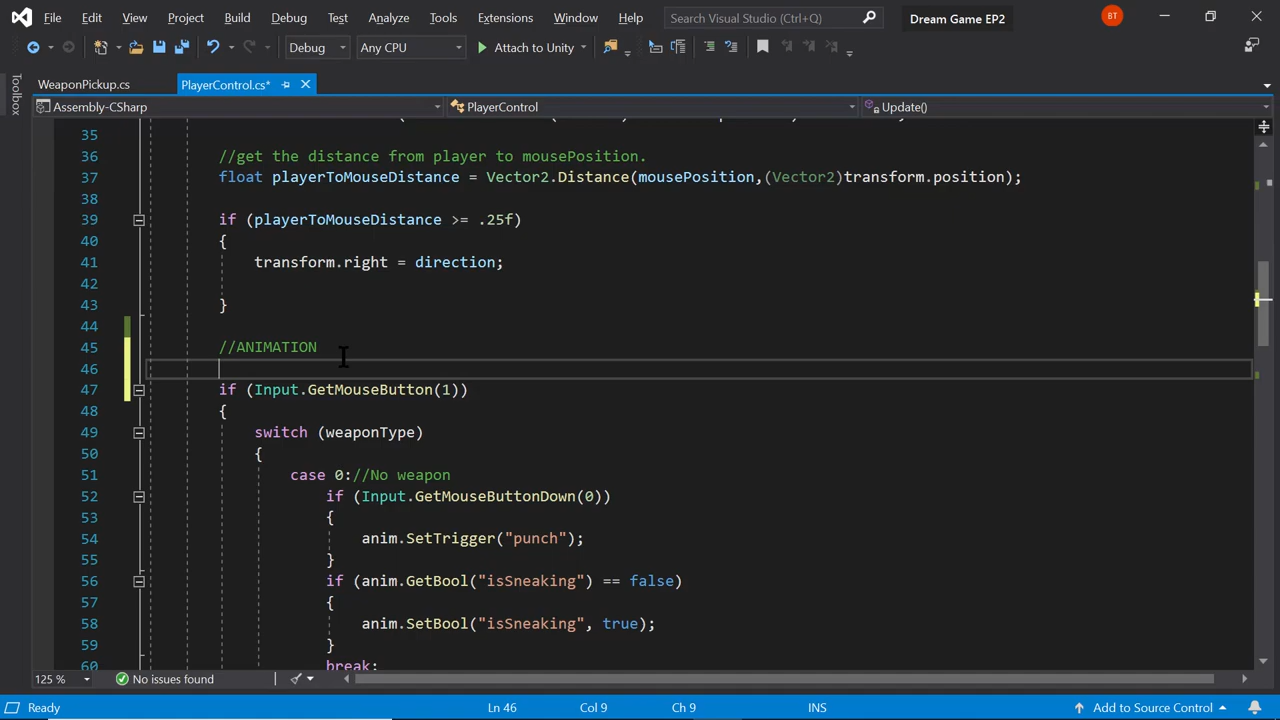 File Edit View Project Build Debug Test Analyze Tools Extensions Window Help Search Visual Studio (Ctrl+Q) Dream Game EP2 BT
Debug Any CPU Attach to Unity
WeaponPickup.cs PlayerControl.cs*
Toolbox
Assembly-CSharp PlayerControl Update()
35
36 //get the distance from player to mousePosition.
37 float playerToMouseDistance = Vector2.Distance(mousePosition,(Vector2)transform.position);
38
39 if (playerToMouseDistance >= .25f)
40 {
41 transform.right = direction;
42
43 }
44
45 //ANIMATION
46
47 if (Input.GetMouseButton(1))
48 {
49 switch (weaponType)
50 {
51 case 0://No weapon
52 if (Input.GetMouseButtonDown(0))
53 {
54 anim.SetTrigger("punch");
55 }
56 if (anim.GetBool("isSneaking") == false)
57 {
58 anim.SetBool("isSneaking", true);
59 }
60 break;
125 % No issues found
Ready Ln 46 Col 9 Ch 9 INS Add to Source Control